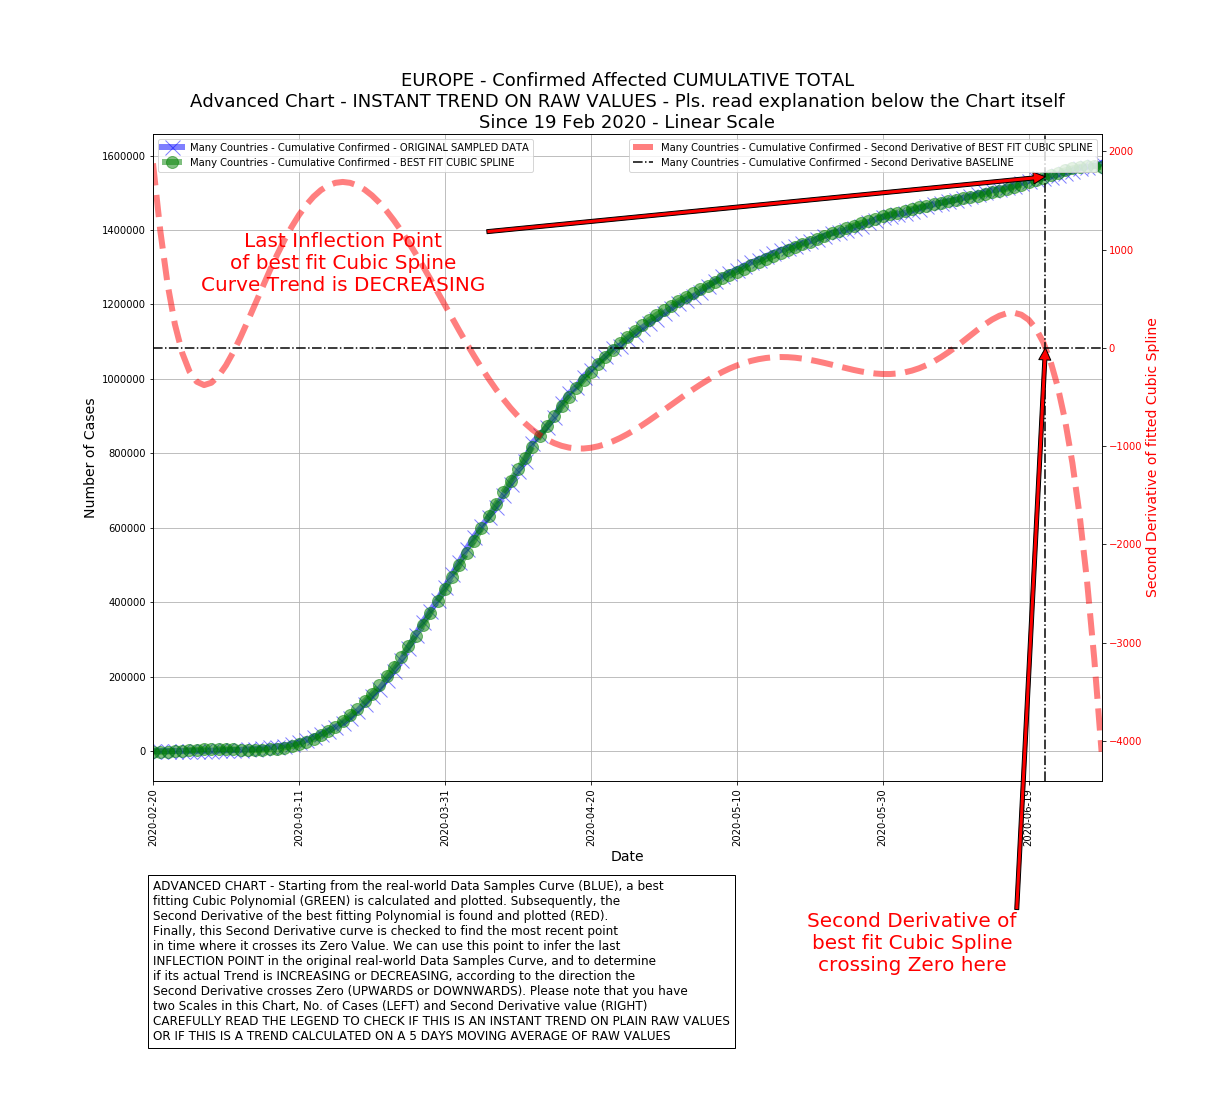 EUROPE - Confirmed Affected CUMULATIVE TOTAL
Advanced Chart - INSTANT TREND ON RAW VALUES - Pls. read explanation below the Chart itself
Since 19 Feb 2020 - Linear Scale
Many Countries - Cumulative Confirmed - ORIGINAL SAMPLED DATA
Many Countries - Cumulative Confirmed - BEST FIT CUBIC SPLINE
Many Countries - Cumulative Confirmed - Second Derivative of BEST FIT CUBIC SPLINE
Many Countries - Cumulative Confirmed - Second Derivative BASELINE
Last Inflection Point
of best fit Cubic Spline
Curve Trend is DECREASING
Number of Cases
1600000
1400000
1200000
1000000
800000
600000
400000
200000
0
2000
1000
0
−1000
−2000
−3000
−4000
Second Derivative of fitted Cubic Spline
2020-02-20
2020-03-11
2020-03-31
2020-04-20
2020-05-10
2020-05-30
2020-06-19
Date
ADVANCED CHART - Starting from the real-world Data Samples Curve (BLUE), a best
fitting Cubic Polynomial (GREEN) is calculated and plotted. Subsequently, the
Second Derivative of the best fitting Polynomial is found and plotted (RED).
Finally, this Second Derivative curve is checked to find the most recent point
in time where it crosses its Zero Value. We can use this point to infer the last
INFLECTION POINT in the original real-world Data Samples Curve, and to determine
if its actual Trend is INCREASING or DECREASING, according to the direction the
Second Derivative crosses Zero (UPWARDS or DOWNWARDS). Please note that you have
two Scales in this Chart, No. of Cases (LEFT) and Second Derivative value (RIGHT)
CAREFULLY READ THE LEGEND TO CHECK IF THIS IS AN INSTANT TREND ON PLAIN RAW VALUES
OR IF THIS IS A TREND CALCULATED ON A 5 DAYS MOVING AVERAGE OF RAW VALUES
Second Derivative of
best fit Cubic Spline
crossing Zero here